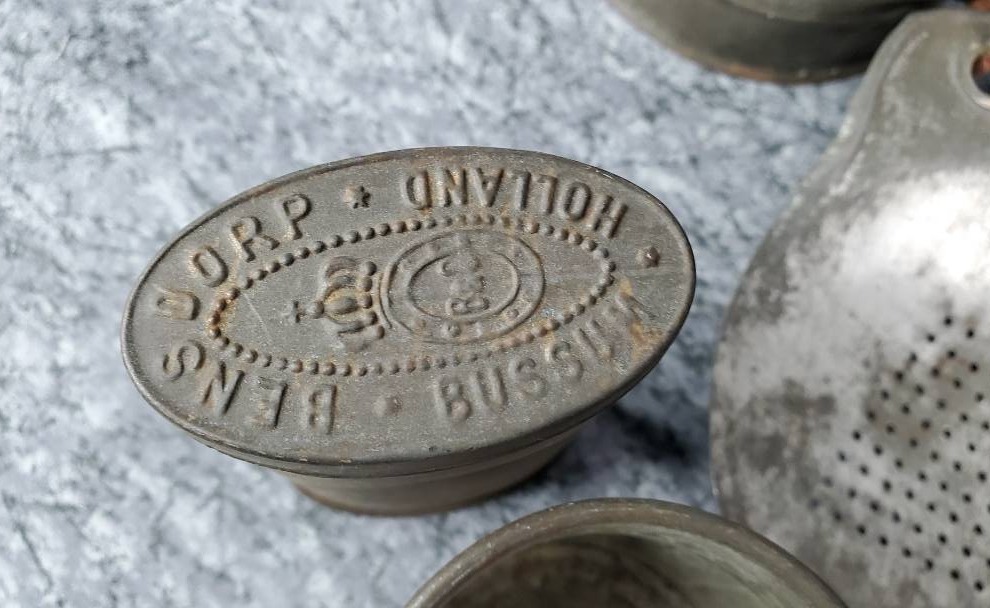 BENSDORP * HOLLAND * BUSSUM *
B&C